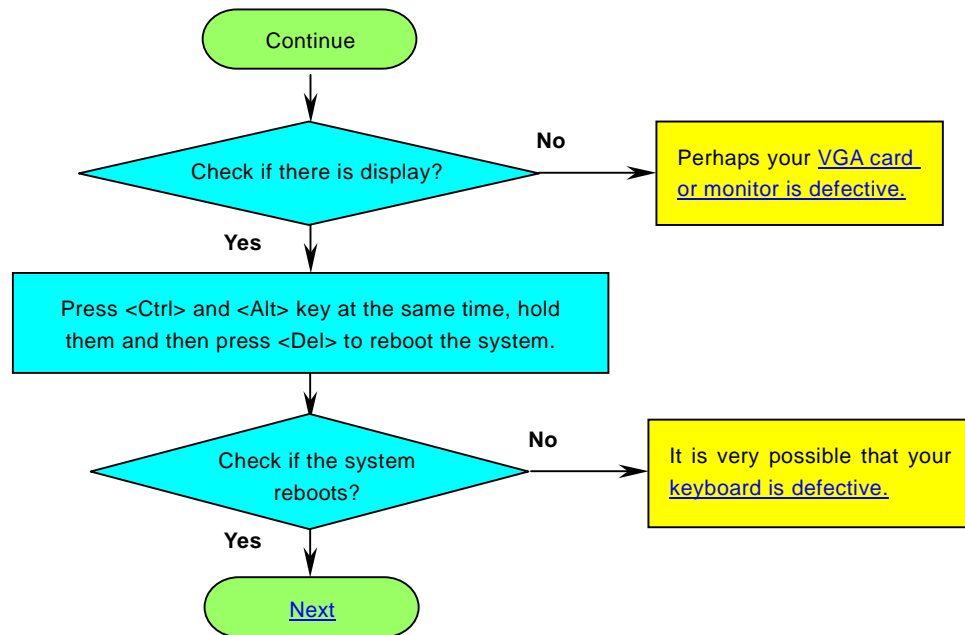 Continue
No
Check if there is display?
Perhaps your VGA card
or monitor is defective.
Yes
Press <Ctrl> and <Alt> key at the same time, hold
them and then press <Del> to reboot the system.
No
Check if the system
reboots?
It is very possible that your
keyboard is defective.
Yes
Next